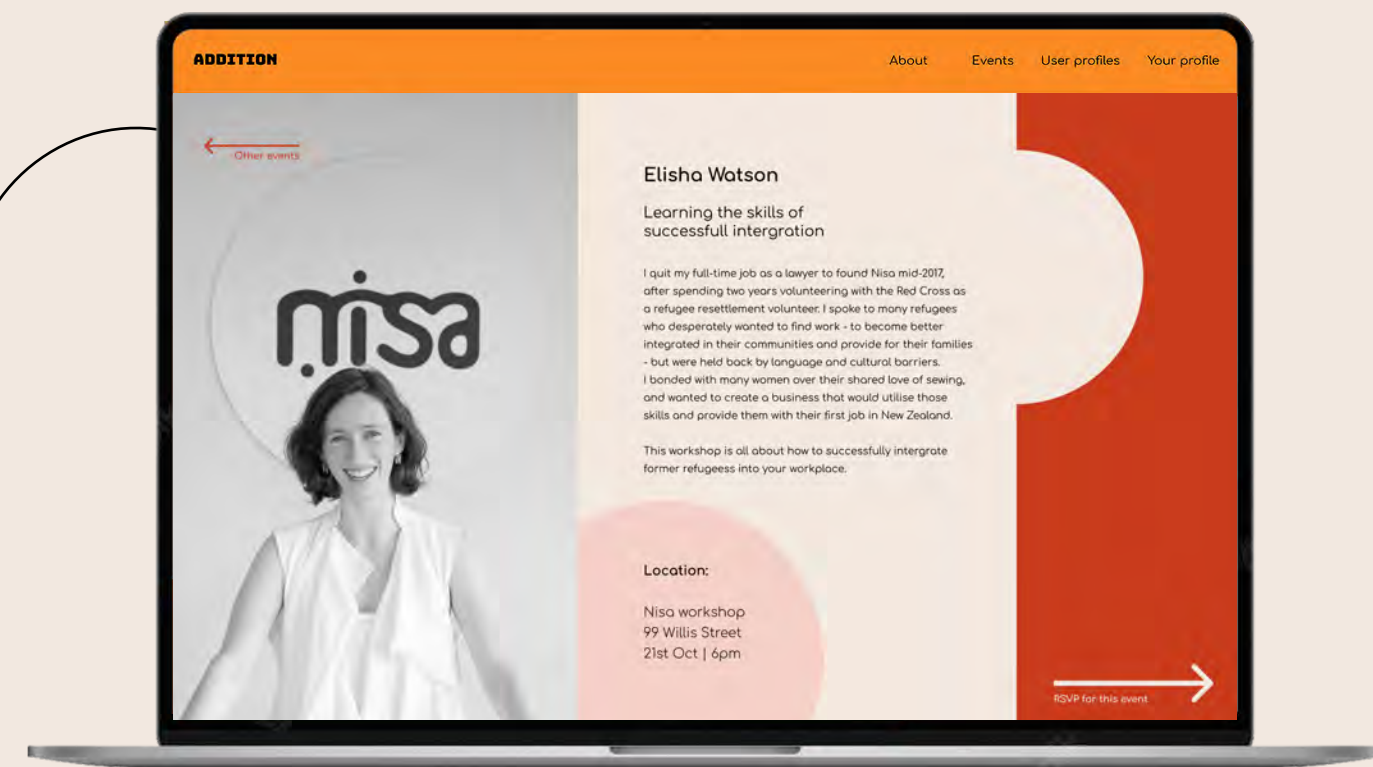 ADDITION
About Events User profiles Your profile
Other events
nisa
Elisha Watson
Learning the skills of
successfull intergration
I quit my full-time job as a lawyer to found Nisa mid-2017,
after spending two years volunteering with the Red Cross as
a refugee resettlement volunteer. I spoke to many refugees
who desperately wanted to find work - to become better
integrated in their communities and provide for their families
- but were held back by language and cultural barriers.
I bonded with many women over their shared love of sewing,
and wanted to create a business that would utilise those
skills and provide them with their first job in New Zealand.
This workshop is all about how to successfully intergrate
former refugeess into your workplace.
Location:
Nisa workshop
99 Willis Street
21st Oct | 6pm
RSVP for this event